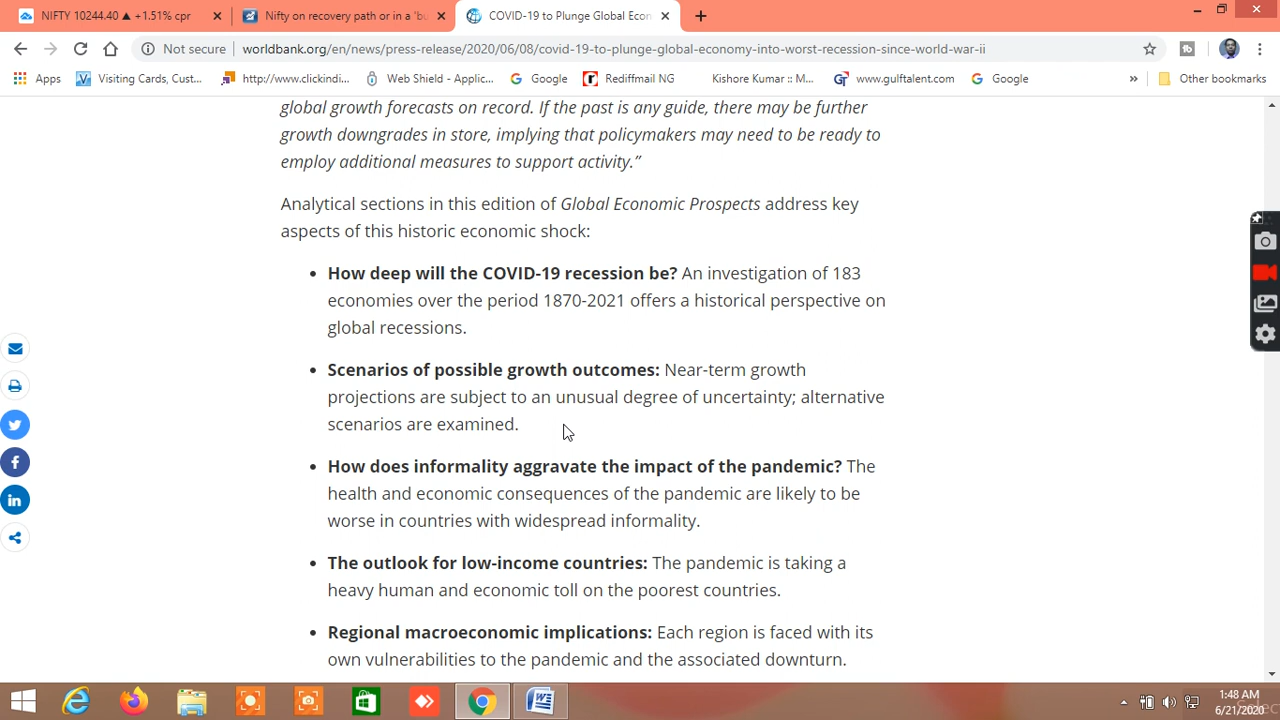 NIFTY 10244.40 ▲ +1.51% cpr
Nifty on recovery path or in a 'bu
COVID-19 to Plunge Global Econ
Not secure
worldbank.org/en/news/press-release/2020/06/08/covid-19-to-plunge-global-economy-into-worst-recession-since-world-war-ii
Apps
Visiting Cards, Cust...
http://www.clickindi...
Web Shield - Applic...
Google
Rediffmail NG
Kishore Kumar :: M...
www.gulftalent.com
Google
»
Other bookmarks
global growth forecasts on record. If the past is any guide, there may be further
growth downgrades in store, implying that policymakers may need to be ready to
employ additional measures to support activity.”
Analytical sections in this edition of Global Economic Prospects address key
aspects of this historic economic shock:
• How deep will the COVID-19 recession be? An investigation of 183
economies over the period 1870-2021 offers a historical perspective on
global recessions.
• Scenarios of possible growth outcomes: Near-term growth
projections are subject to an unusual degree of uncertainty; alternative
scenarios are examined.
• How does informality aggravate the impact of the pandemic? The
health and economic consequences of the pandemic are likely to be
worse in countries with widespread informality.
• The outlook for low-income countries: The pandemic is taking a
heavy human and economic toll on the poorest countries.
• Regional macroeconomic implications: Each region is faced with its
own vulnerabilities to the pandemic and the associated downturn.
1:48 AM
6/21/2020